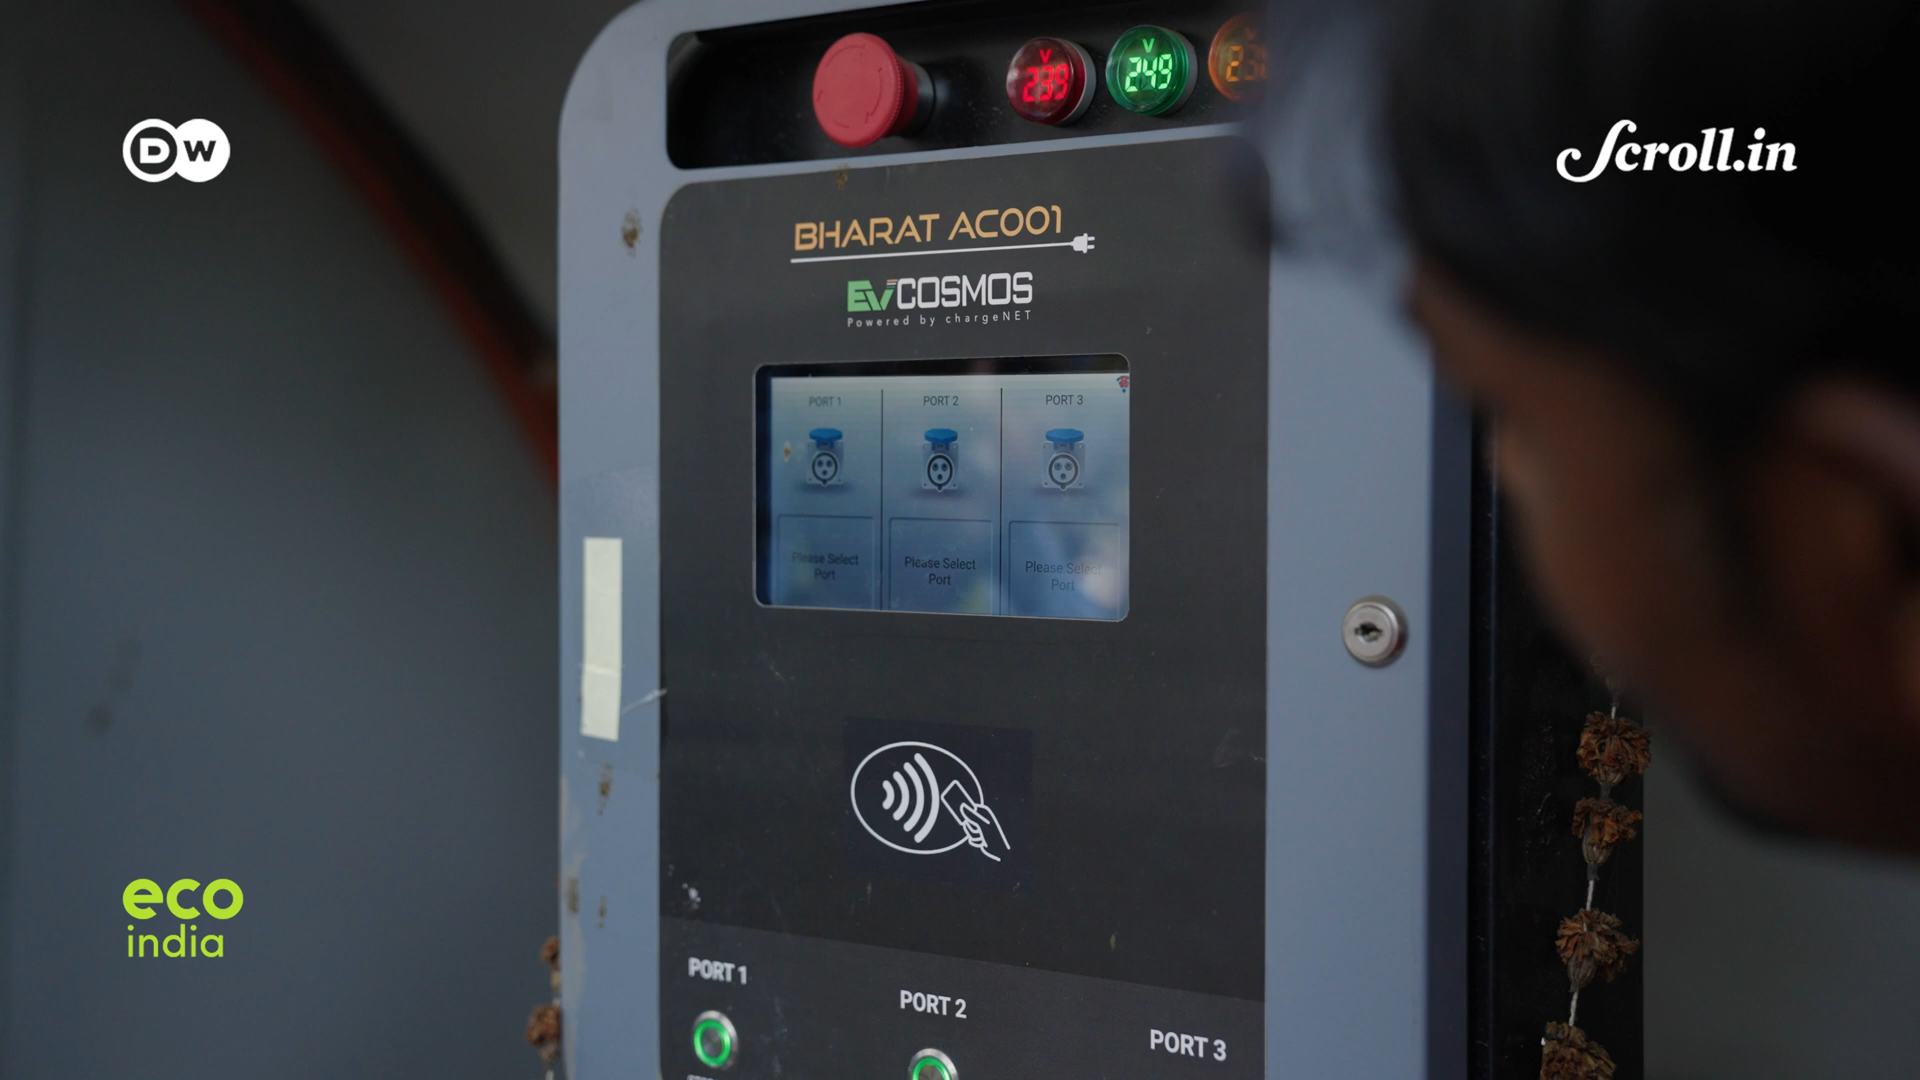 DW
Scroll.in
V
239
V
249
BHARAT AC001
EVCOSMOS
Powered by chargeNET
PORT 1
PORT 2
PORT 3
Please Select
Port
Please Select
Port
Please Select
Port
eco
india
PORT 1
PORT 2
PORT 3